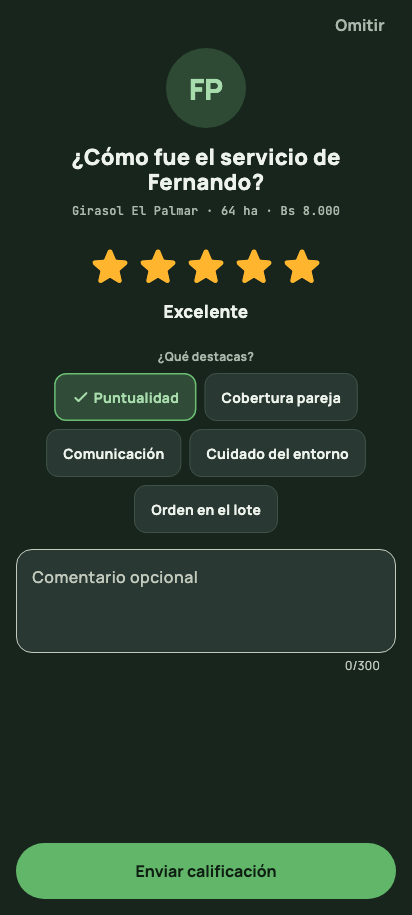 Omitir
FP
¿Cómo fue el servicio de
Fernando?
Girasol El Palmar · 64 ha · Bs 8.000
Excelente
¿Qué destacas?
Puntualidad
Cobertura pareja
Comunicación
Cuidado del entorno
Orden en el lote
Comentario opcional
0/300
Enviar calificación